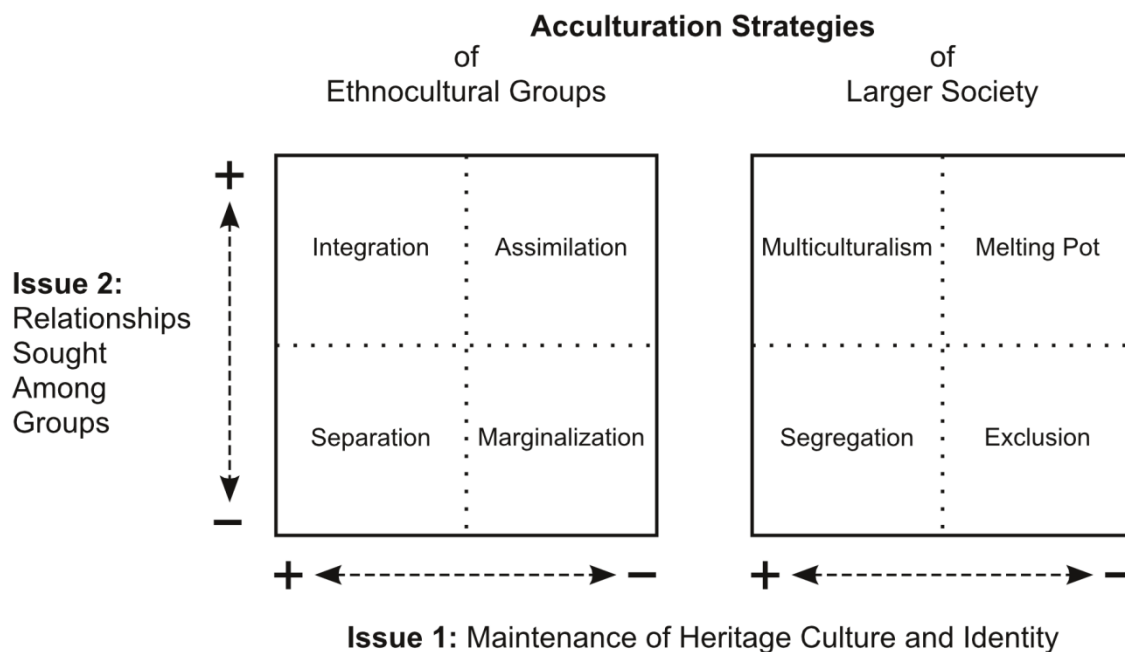 Acculturation Strategies
of
Ethnocultural Groups
of
Larger Society
+
Issue 2:
Relationships
Sought
Among
Groups
−
Integration
Assimilation
Separation
Marginalization
Multiculturalism
Melting Pot
Segregation
Exclusion
+
−
+
−
Issue 1: Maintenance of Heritage Culture and Identity